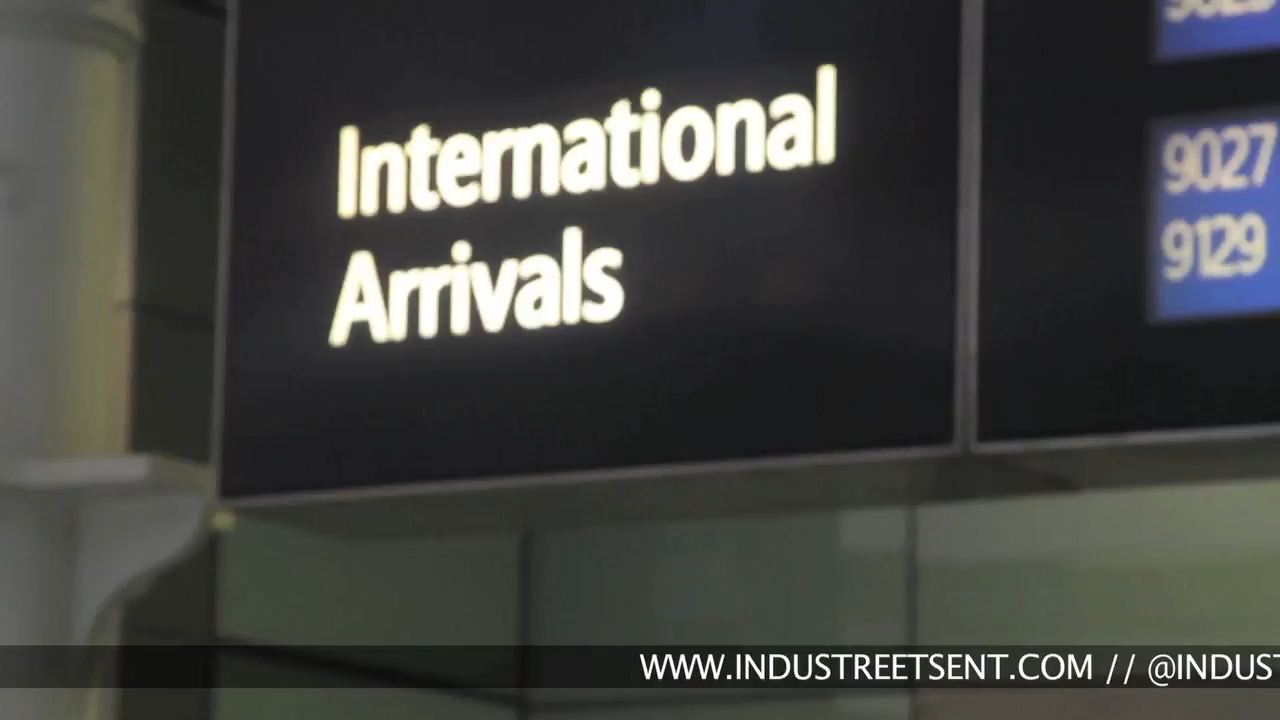 International
Arrivals
9027
9129
WWW.INDUSTREETSENT.COM // @INDUST